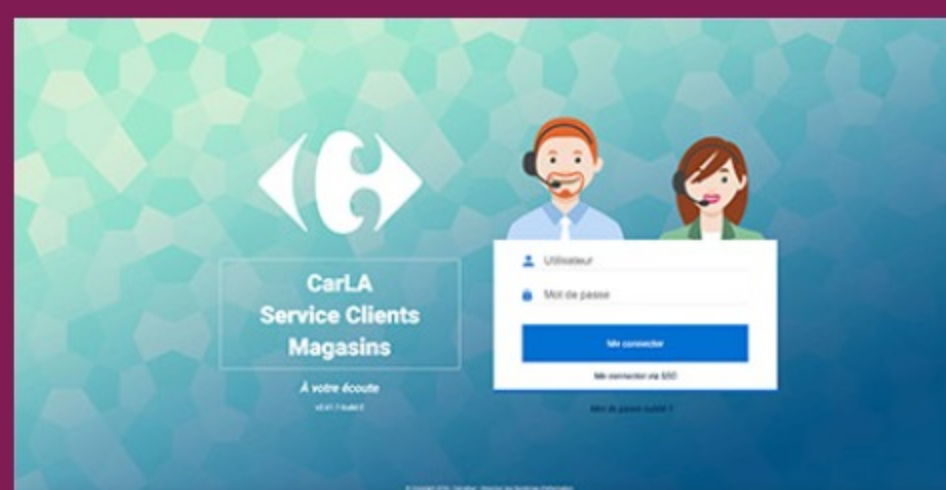 CarLA
Service Clients
Magasins
À votre écoute
Utilisateur
Mot de passe
Me connecter
Me connecter via SSO
Mot de passe oublié ?